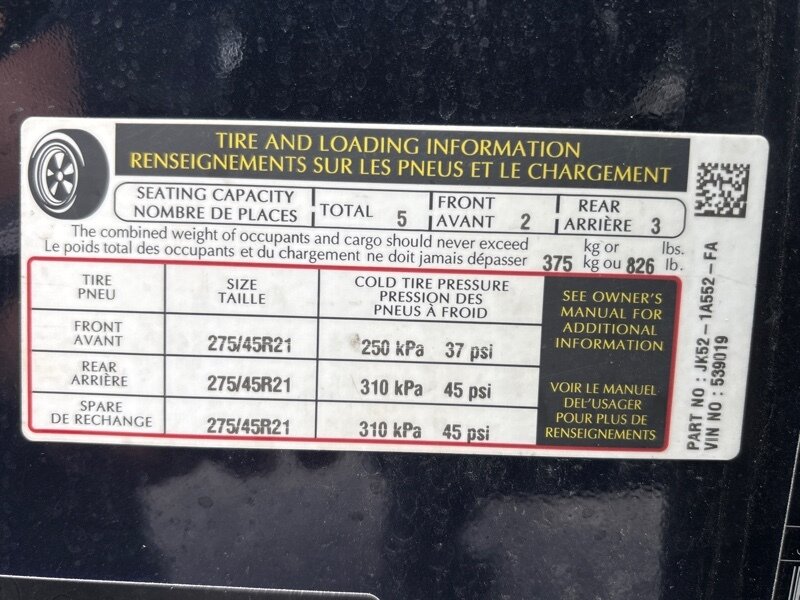 TIRE AND LOADING INFORMATION
RENSEIGNEMENTS SUR LES PNEUS ET LE CHARGEMENT
SEATING CAPACITY
NOMBRE DE PLACES
TOTAL 5
FRONT
AVANT 2
REAR
ARRIÈRE 3
The combined weight of occupants and cargo should never exceed
Le poids total des occupants et du chargement ne doit jamais dépasser
375 kg or 826 lbs.
kg ou lb.
TIRE
PNEU
SIZE
TAILLE
COLD TIRE PRESSURE
PRESSION DES
PNEUS À FROID
FRONT
AVANT
275/45R21
250 kPa 37 psi
REAR
ARRIÈRE
275/45R21
310 kPa 45 psi
SPARE
DE RECHANGE
275/45R21
310 kPa 45 psi
SEE OWNER'S
MANUAL FOR
ADDITIONAL
INFORMATION
VOIR LE MANUEL
DEL'USAGER
POUR PLUS DE
RENSEIGNEMENTS
PART NO : JK52-1A552-FA
VIN NO : 539019